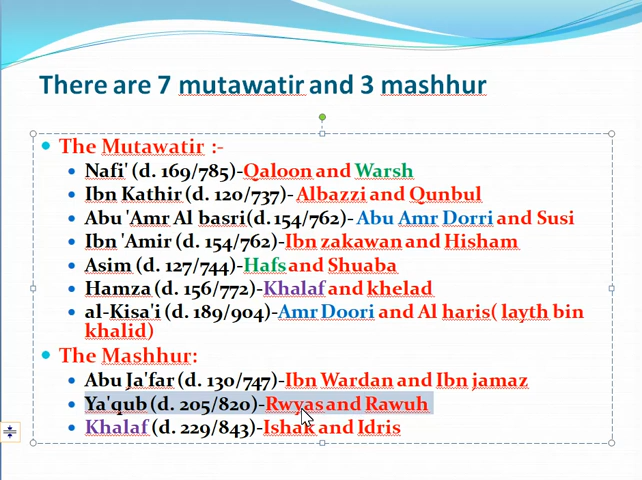 There are 7 mutawatir and 3 mashhur
The Mutawatir :-
Nafi' (d. 169/785)-Qaloon and Warsh
Ibn Kathir (d. 120/737)- Albazzi and Qunbul
Abu 'Amr Al basri(d. 154/762)- Abu Amr Dorri and Susi
Ibn 'Amir (d. 154/762)-Ibn zakawan and Hisham
Asim (d. 127/744)-Hafs and Shuaba
Hamza (d. 156/772)-Khalaf and khelad
al-Kisa'i (d. 189/904)-Amr Doori and Al haris( layth bin
khalid)
The Mashhur:
Abu Ja'far (d. 130/747)-Ibn Wardan and Ibn jamaz
Ya'qub (d. 205/820)-Rwyas and Rawuh
Khalaf (d. 229/843)-Ishak and Idris